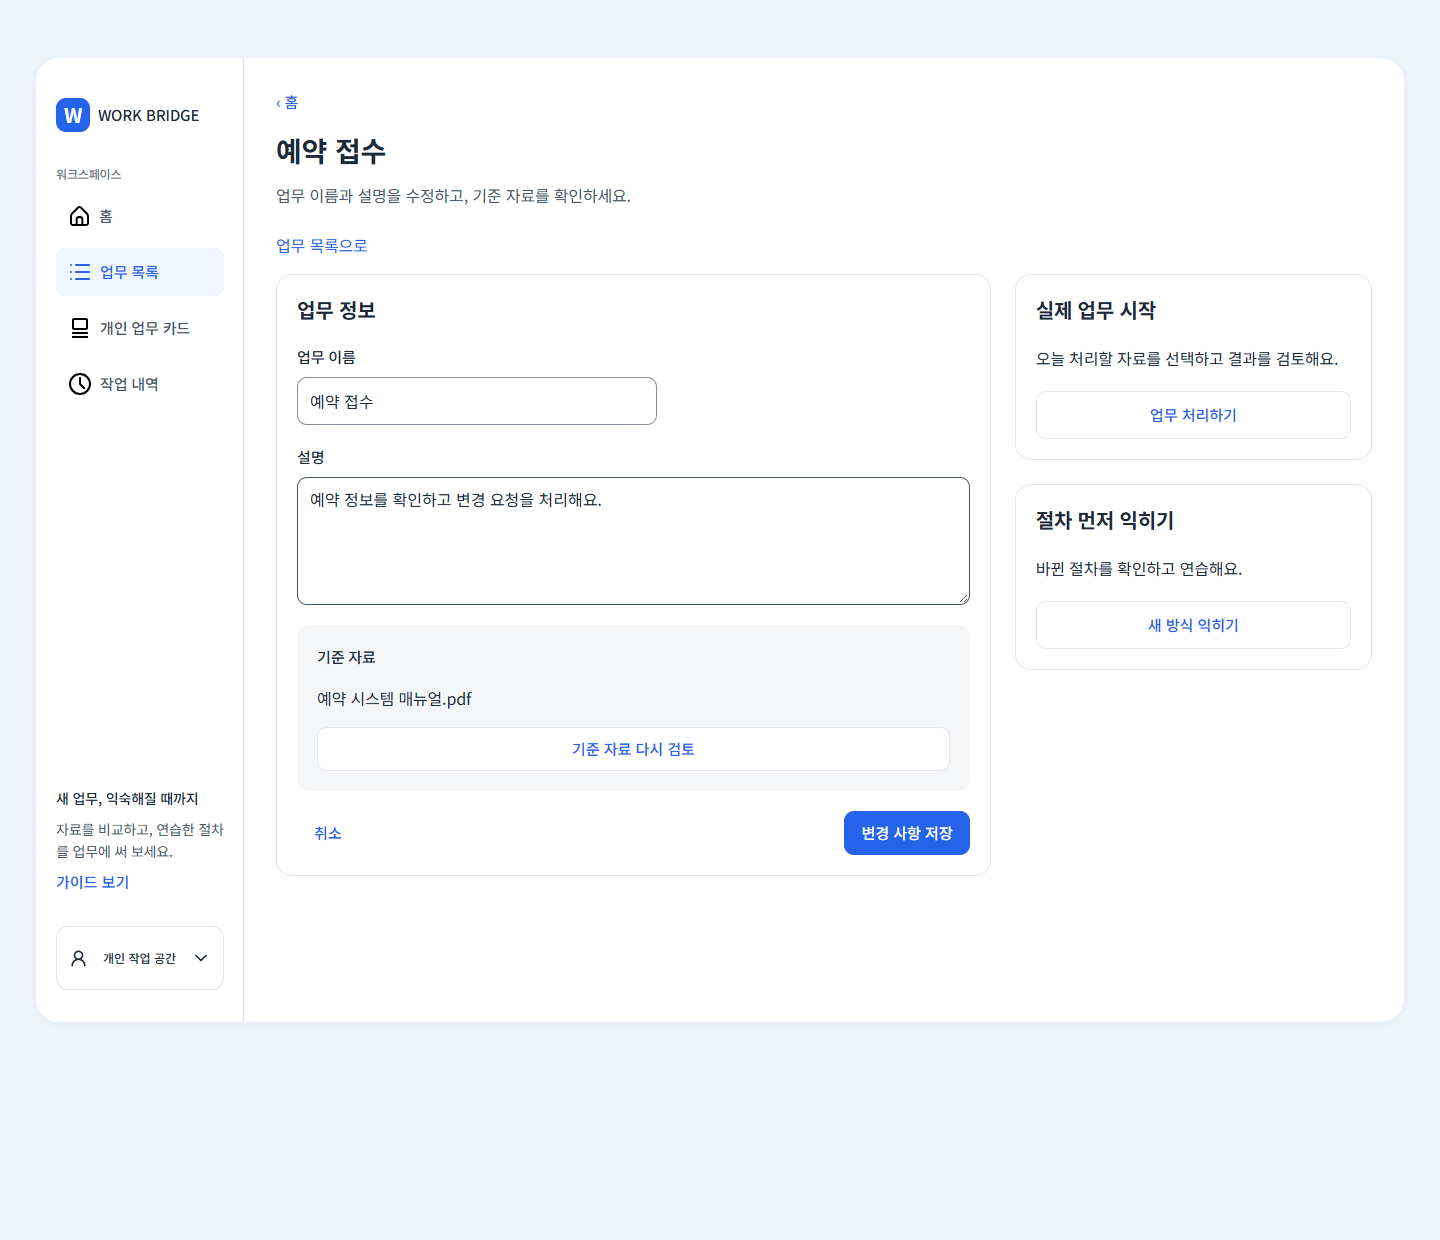 W WORK BRIDGE
워크스페이스
홈
업무 목록
개인 업무 카드
작업 내역
새 업무, 익숙해질 때까지
자료를 비교하고, 연습한 절차
를 업무에 써 보세요.
가이드 보기
개인 작업 공간
‹ 홈
예약 접수
업무 이름과 설명을 수정하고, 기준 자료를 확인하세요.
업무 목록으로
업무 정보
업무 이름
예약 접수
설명
예약 정보를 확인하고 변경 요청을 처리해요.
기준 자료
예약 시스템 매뉴얼.pdf
기준 자료 다시 검토
취소
변경 사항 저장
실제 업무 시작
오늘 처리할 자료를 선택하고 결과를 검토해요.
업무 처리하기
절차 먼저 익히기
바뀐 절차를 확인하고 연습해요.
새 방식 익히기